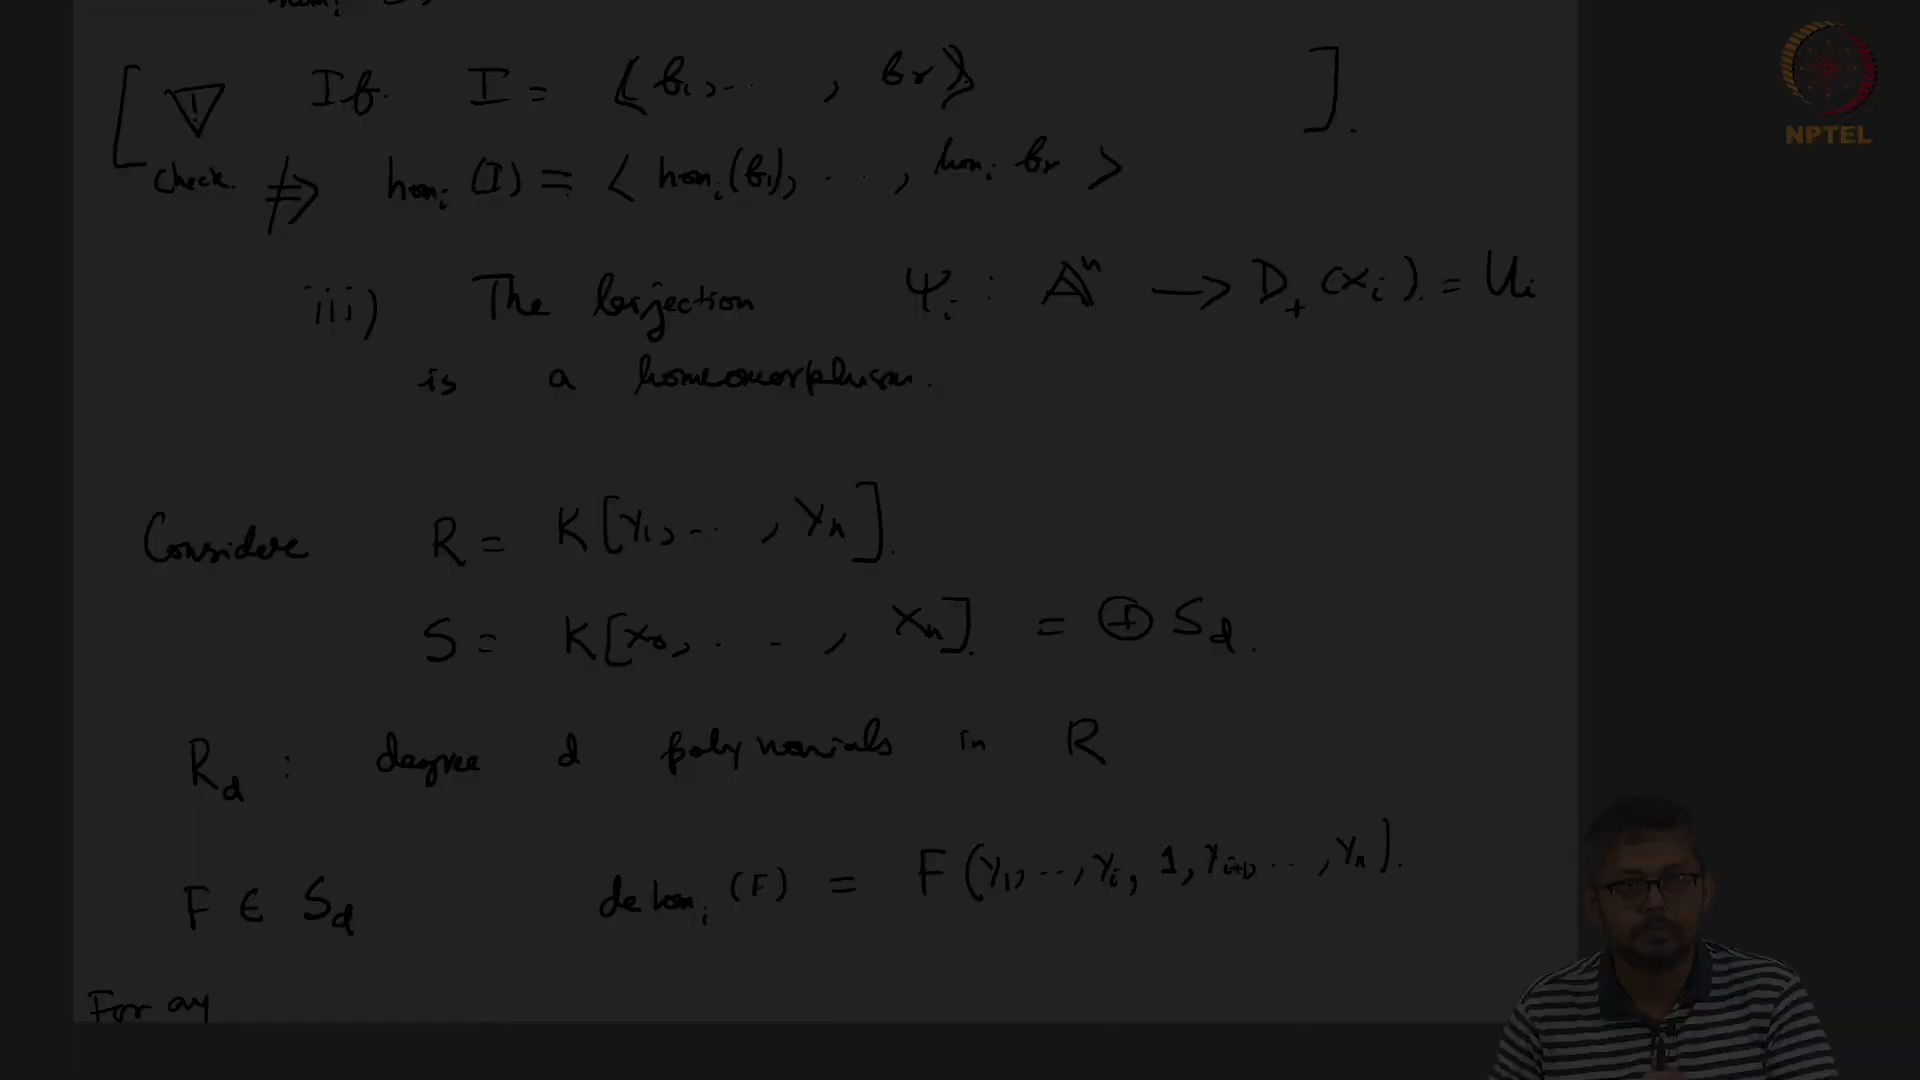 NPTEL
[ ! If I = ⟨f₁, .. , fr⟩ ].
Check. ⇏ homᵢ (I) = < homᵢ(f₁), ... , homᵢ fr >
iii) The bijection Ψᵢ : 𝔸ⁿ → D₊(xᵢ) = Uᵢ
is a homeomorphism.
Consider R = K[Y₁, .. , Yₙ].
S = K[X₀, . . - , Xₙ]. = ⊕ S_d.
R_d : degree d polynomials in R
F ∈ S_d dehomᵢ (F) = F(Y₁, .., Yᵢ, 1, Yᵢ₊₁, ..., Yₙ).
For any